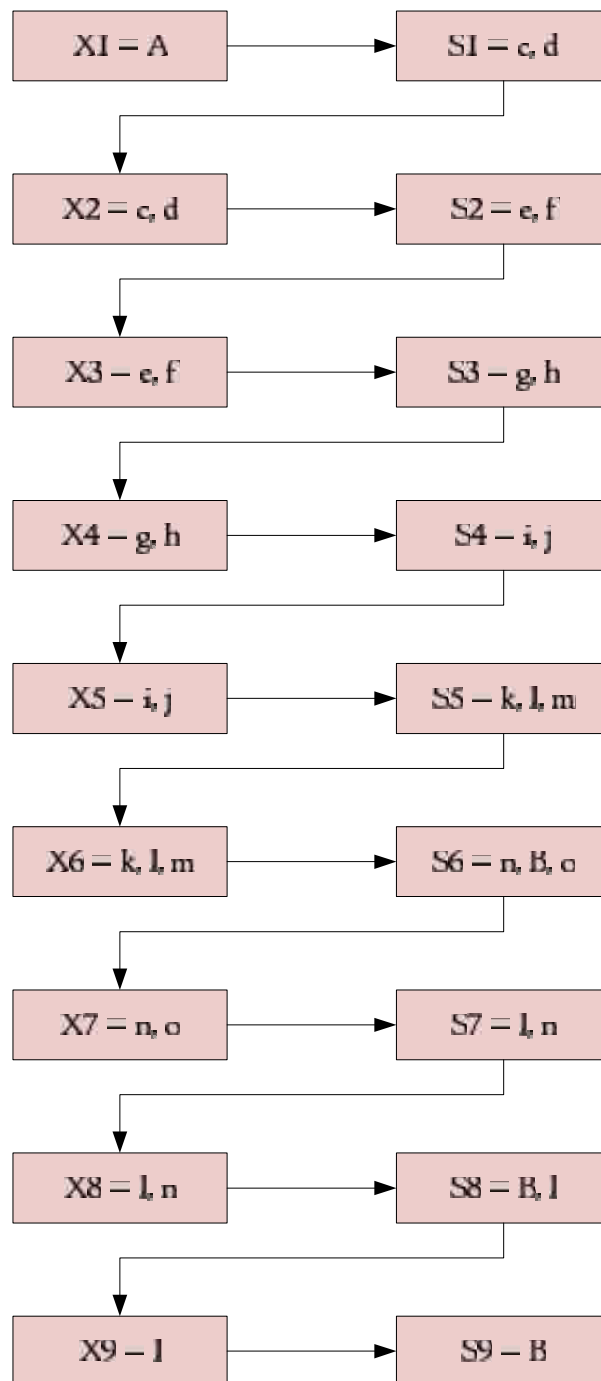 X1 = A
S1 = c, d
X2 = c, d
S2 = e, f
X3 = e, f
S3 = g, h
X4 = g, h
S4 = i, j
X5 = i, j
S5 = k, l, m
X6 = k, l, m
S6 = n, B, o
X7 = n, o
S7 = l, n
X8 = l, n
S8 = B, l
X9 = l
S9 = B